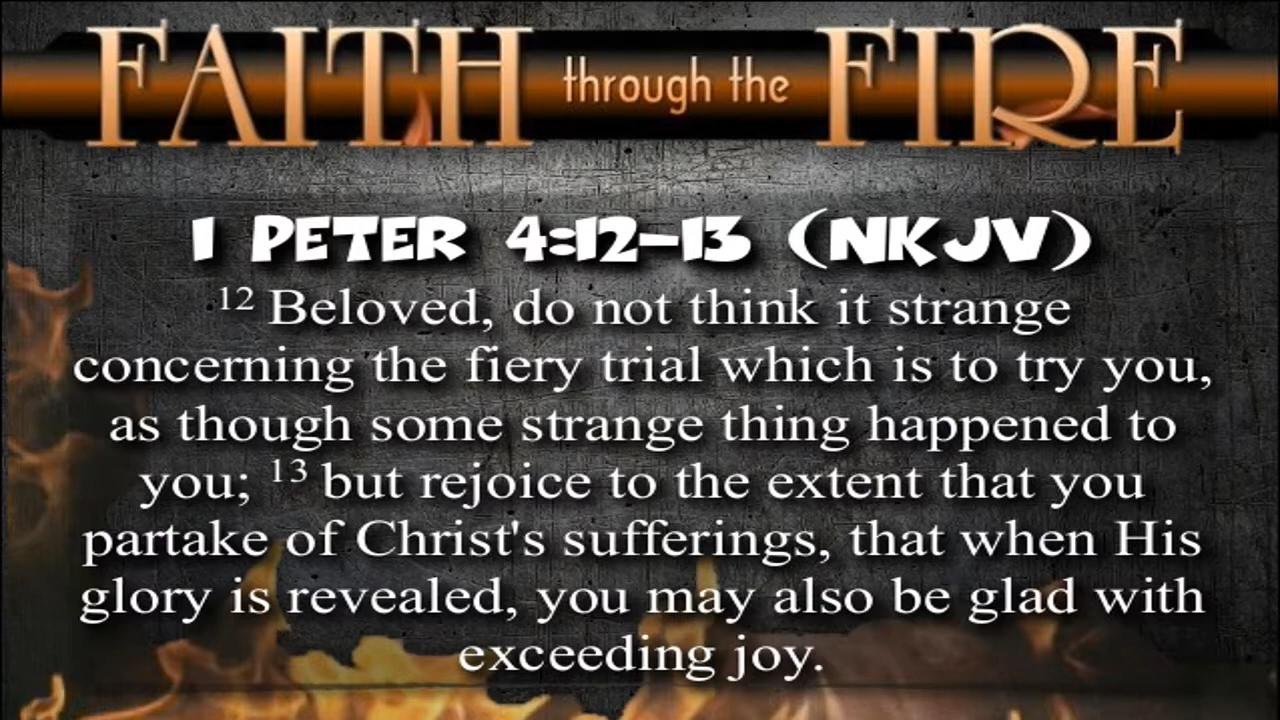 FAITH through the FIRE
1 PETER 4:12-13 (NKJV)
12 Beloved, do not think it strange
concerning the fiery trial which is to try you,
as though some strange thing happened to
you; 13 but rejoice to the extent that you
partake of Christ's sufferings, that when His
glory is revealed, you may also be glad with
exceeding joy.